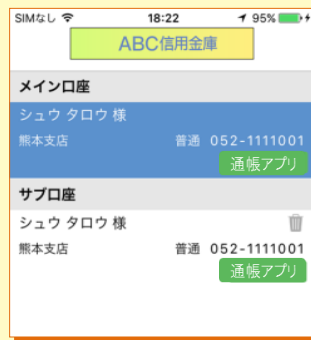 SIMなし 18:22 95%
ABC信用金庫
メイン口座
シュウ タロウ 様
熊本支店 普通 052-1111001
通帳アプリ
サブ口座
シュウ タロウ 様
熊本支店 普通 052-1111001
通帳アプリ